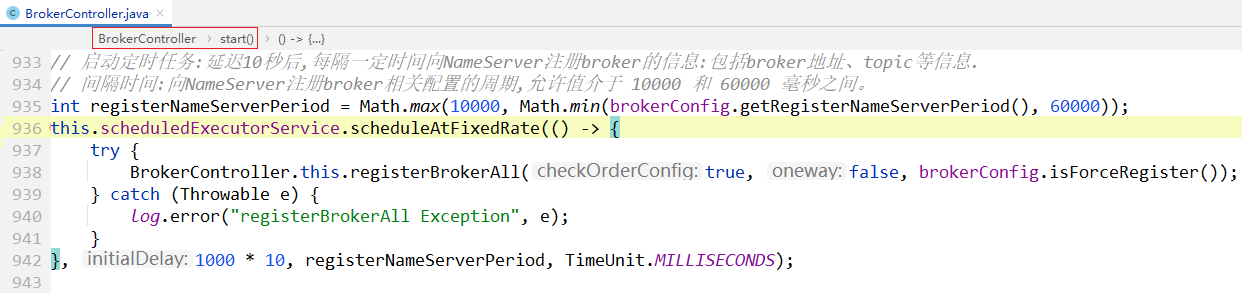 BrokerController.java
BrokerController › start() › () -> {...}
933 // 启动定时任务:延迟10秒后,每隔一定时间向NameServer注册broker的信息:包括broker地址、topic等信息.
934 // 间隔时间:向NameServer注册broker相关配置的周期,允许值介于 10000 和 60000 毫秒之间。
935 int registerNameServerPeriod = Math.max(10000, Math.min(brokerConfig.getRegisterNameServerPeriod(), 60000));
936 this.scheduledExecutorService.scheduleAtFixedRate(() -> {
937 try {
938 BrokerController.this.registerBrokerAll( checkOrderConfig: true, oneway: false, brokerConfig.isForceRegister());
939 } catch (Throwable e) {
940 log.error("registerBrokerAll Exception", e);
941 }
942 }, initialDelay: 1000 * 10, registerNameServerPeriod, TimeUnit.MILLISECONDS);
943